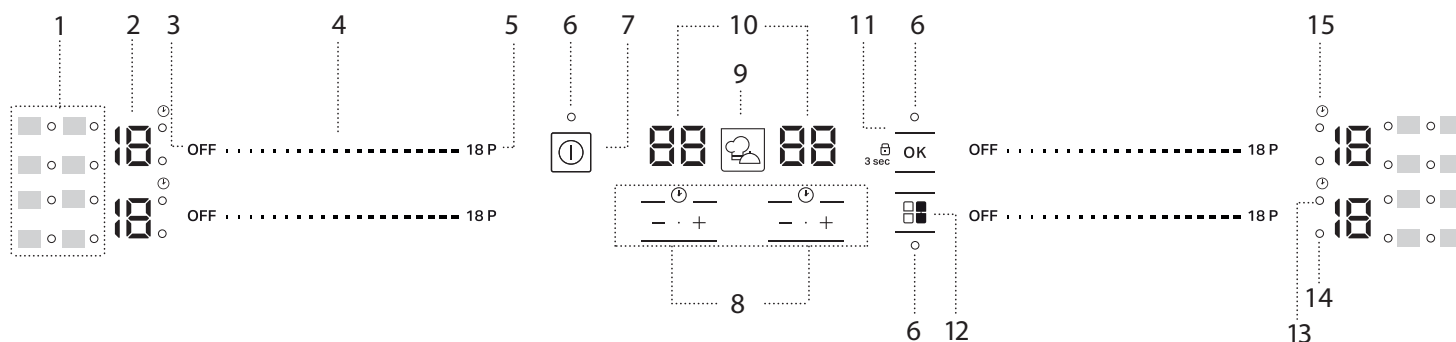 1 2 3 4 5 6 7 10 11 6 15
9
18 OFF 18 P 88 88 3 sec OK OFF 18 P 18
18 OFF 18 P - · + - · + OFF 18 P 18
8 14
6 12 13